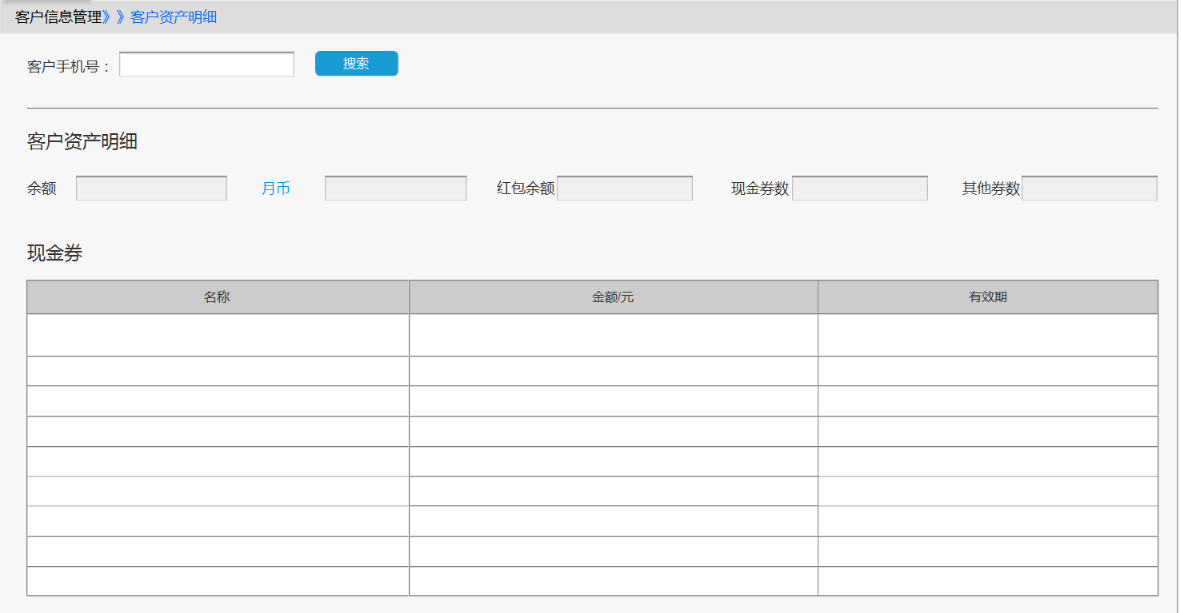 客户信息管理》》客户资产明细
客户手机号： 搜索
客户资产明细
余额 月币 红包余额 现金券数 其他券数
现金券
名称 金额/元 有效期